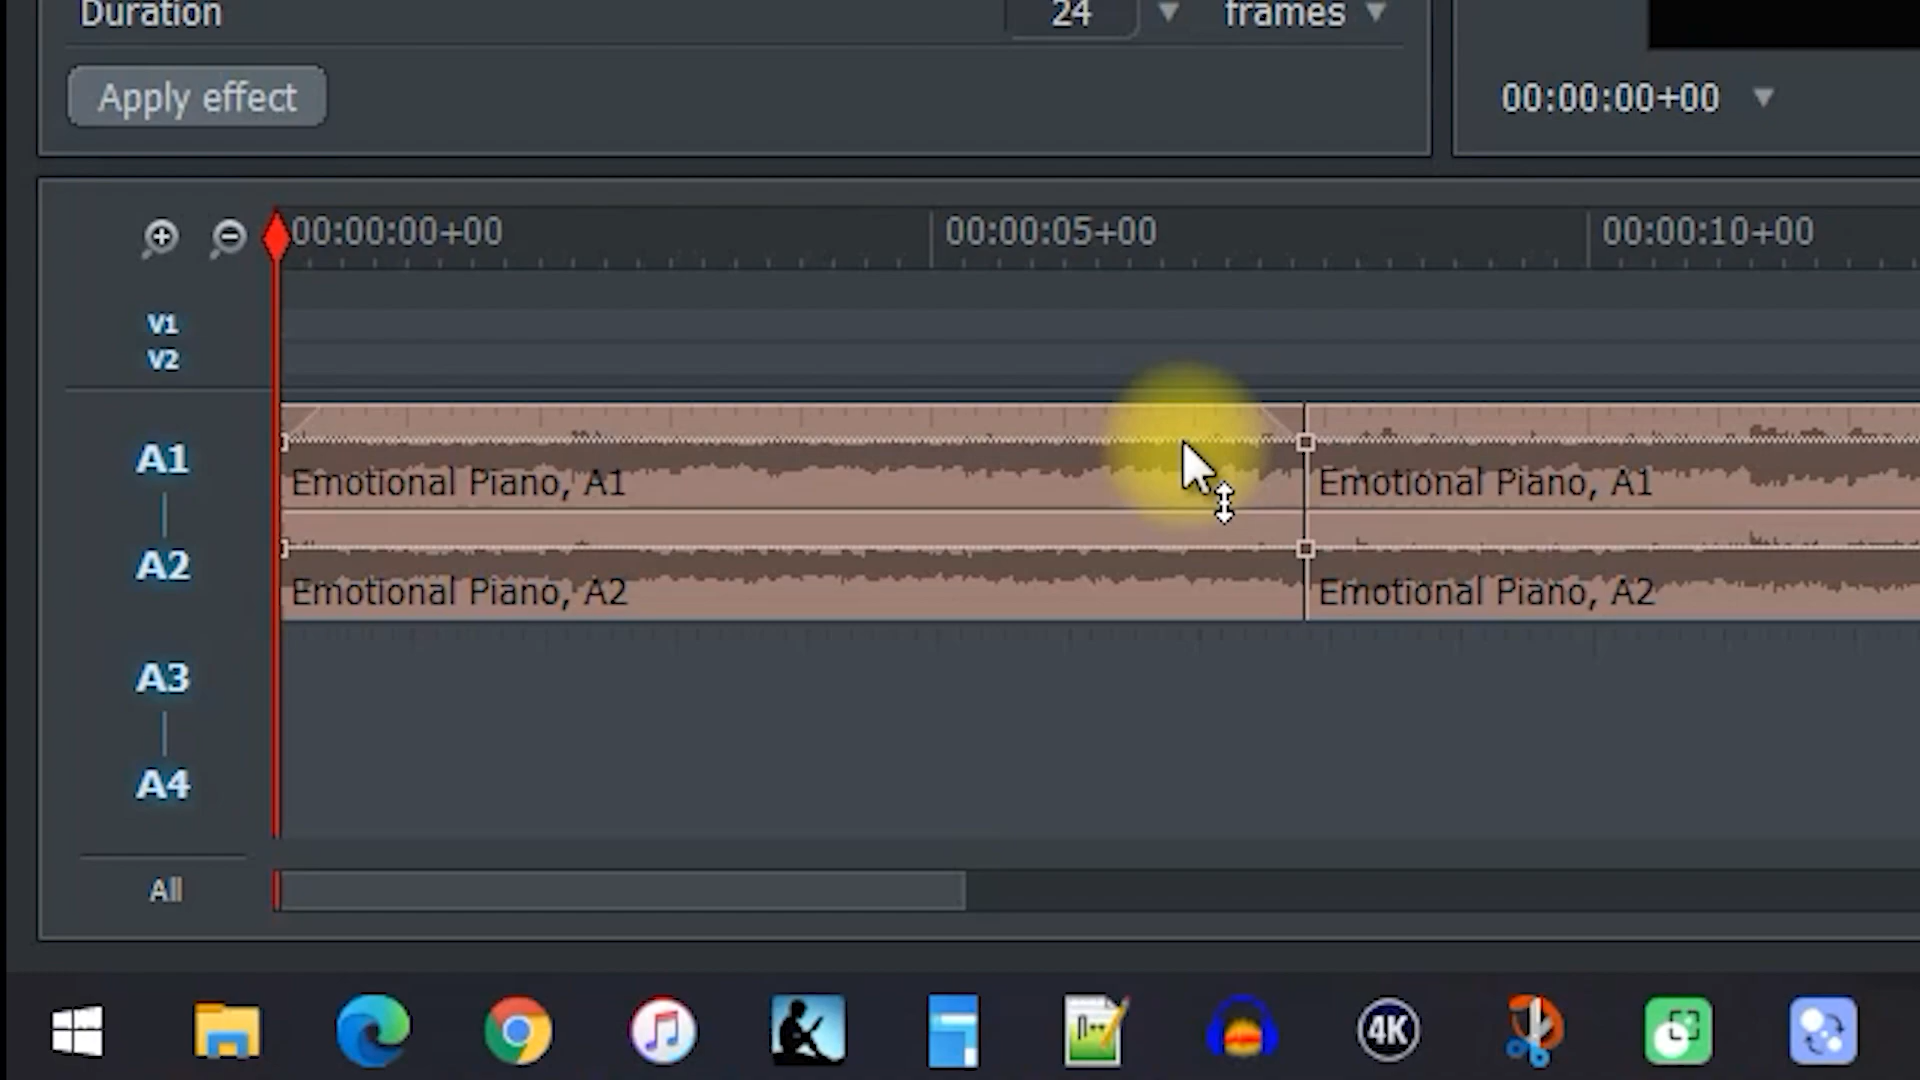 Duration 24 frames
Apply effect
00:00:00+00
00:00:00+00 00:00:05+00 00:00:10+00
V1
V2
A1
Emotional Piano, A1 Emotional Piano, A1
A2
Emotional Piano, A2 Emotional Piano, A2
A3
A4
All
4K